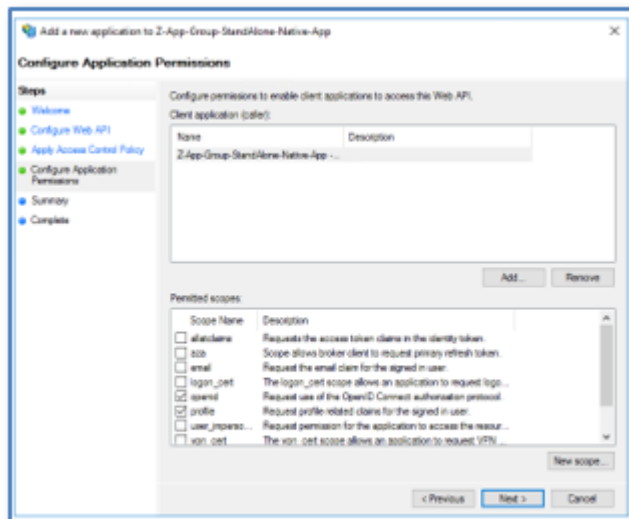 Add a new application to Z-App-Group-StandAlone-Native-App
Configure Application Permissions
Steps
Welcome
Configure Web API
Apply Access Control Policy
Configure Application
Permissions
Summary
Complete
Configure permissions to enable client applications to access this Web API.
Client application (caller):
Name Description
Z-App-Group-StandAlone-Native-App -...
Add... Remove
Permitted scopes:
Scope Name Description
allatclaims Requests the access token claims in the identity token.
aza Scope allows broker client to request primary refresh token.
email Request the email claim for the signed in user.
logon_cert The logon_cert scope allows an application to request logo...
openid Request use of the OpenID Connect authorization protocol.
profile Request profile related claims for the signed in user.
user_imperso... Request permission for the application to access the resour...
vpn_cert The vpn_cert scope allows an application to request VPN ...
New scope...
< Previous Next > Cancel